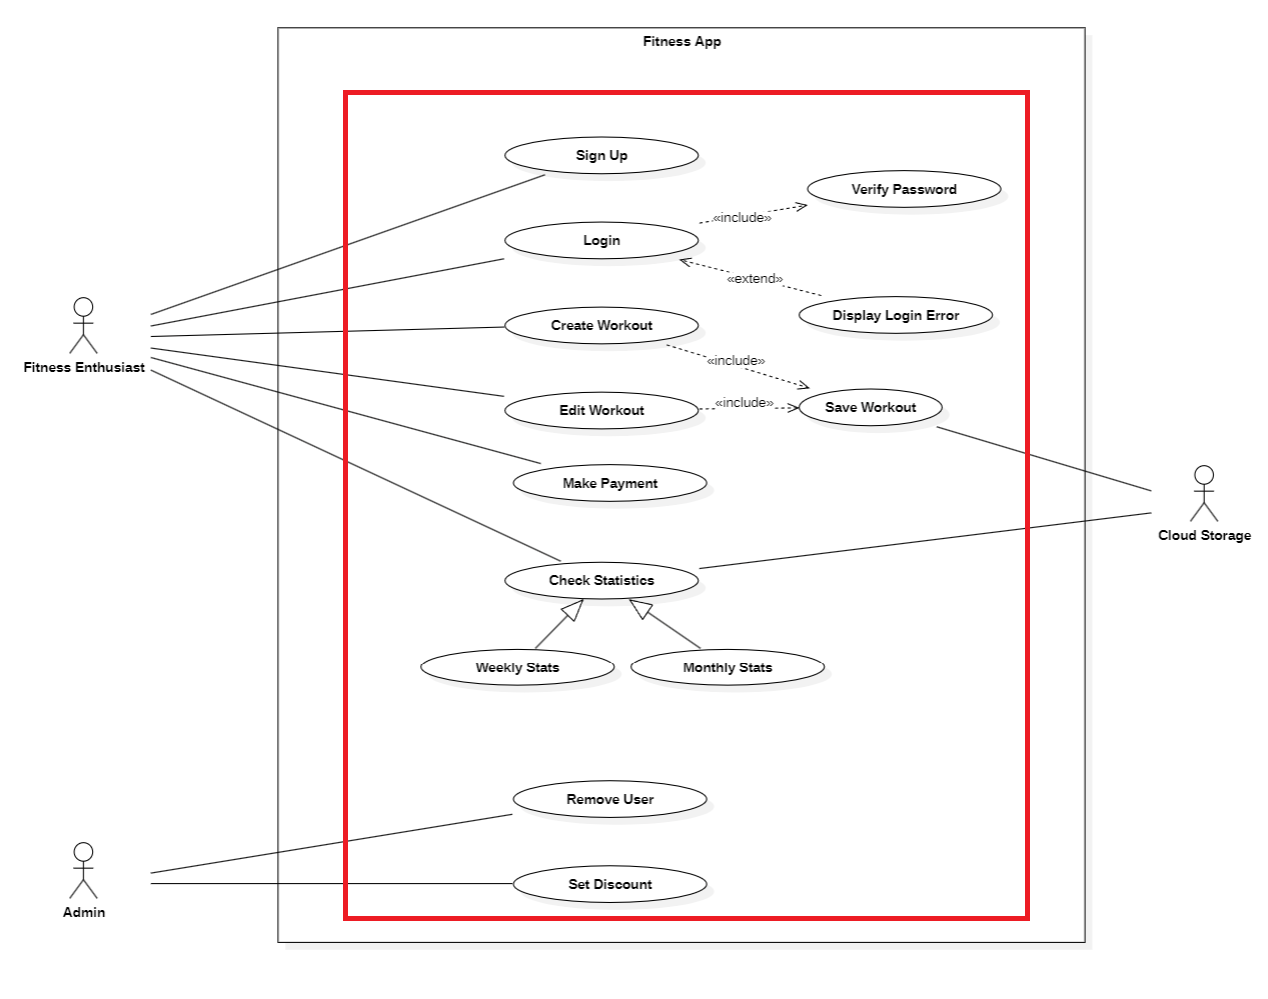 Fitness App
Sign Up
Verify Password
«include»
Login
«extend»
Display Login Error
Create Workout
Fitness Enthusiast
«include»
Edit Workout
«include»
Save Workout
Make Payment
Cloud Storage
Check Statistics
Weekly Stats
Monthly Stats
Remove User
Set Discount
Admin